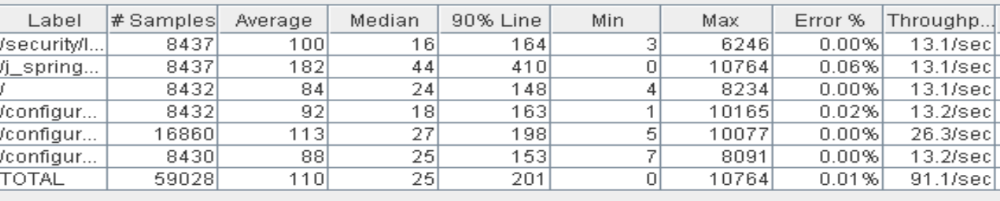 Label # Samples Average Median 90% Line Min Max Error % Throughp...
/security/l... 8437 100 16 164 3 6246 0.00% 13.1/sec
/j_spring... 8437 182 44 410 0 10764 0.06% 13.1/sec
/ 8432 84 24 148 4 8234 0.00% 13.1/sec
/configur... 8432 92 18 163 1 10165 0.02% 13.2/sec
/configur... 16860 113 27 198 5 10077 0.00% 26.3/sec
/configur... 8430 88 25 153 7 8091 0.00% 13.2/sec
TOTAL 59028 110 25 201 0 10764 0.01% 91.1/sec